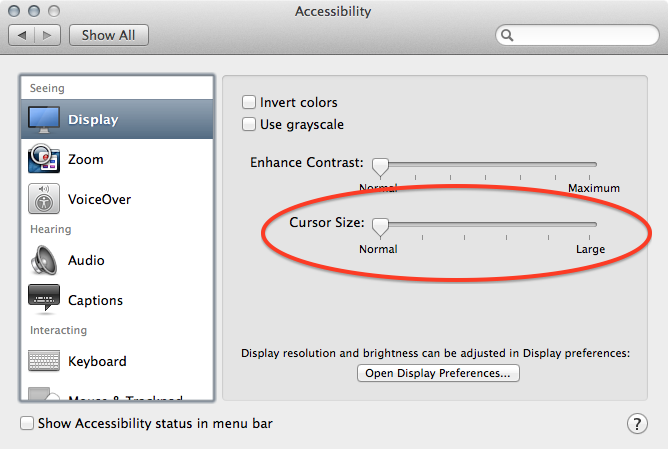 Accessibility
Show All
Seeing
Display
Zoom
VoiceOver
Hearing
Audio
Captions
Interacting
Keyboard
Mouse & Trackpad
Invert colors
Use grayscale
Enhance Contrast:
Normal Maximum
Cursor Size:
Normal Large
Display resolution and brightness can be adjusted in Display preferences:
Open Display Preferences...
Show Accessibility status in menu bar
?